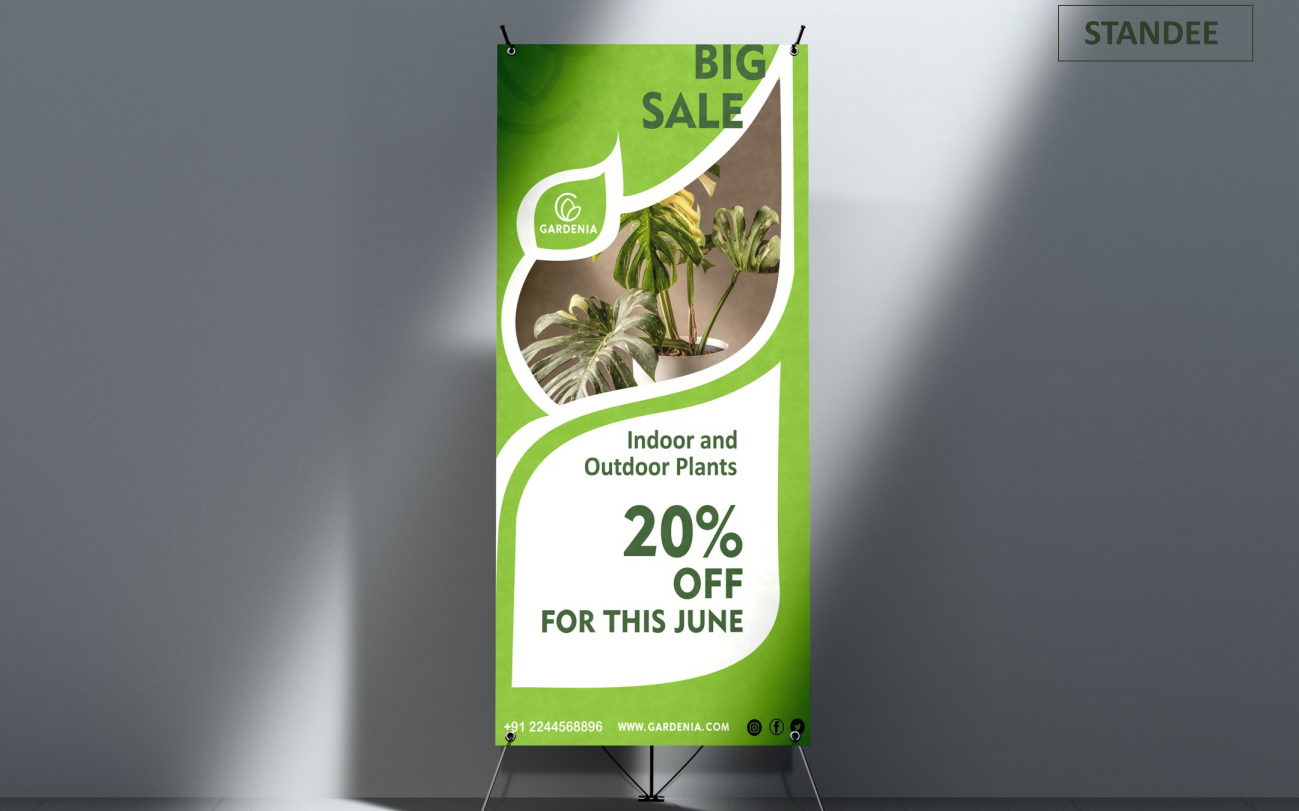 STANDEE
BIG
SALE
GARDENIA
Indoor and
Outdoor Plants
20%
OFF
FOR THIS JUNE
+91 2244568896 WWW.GARDENIA.COM